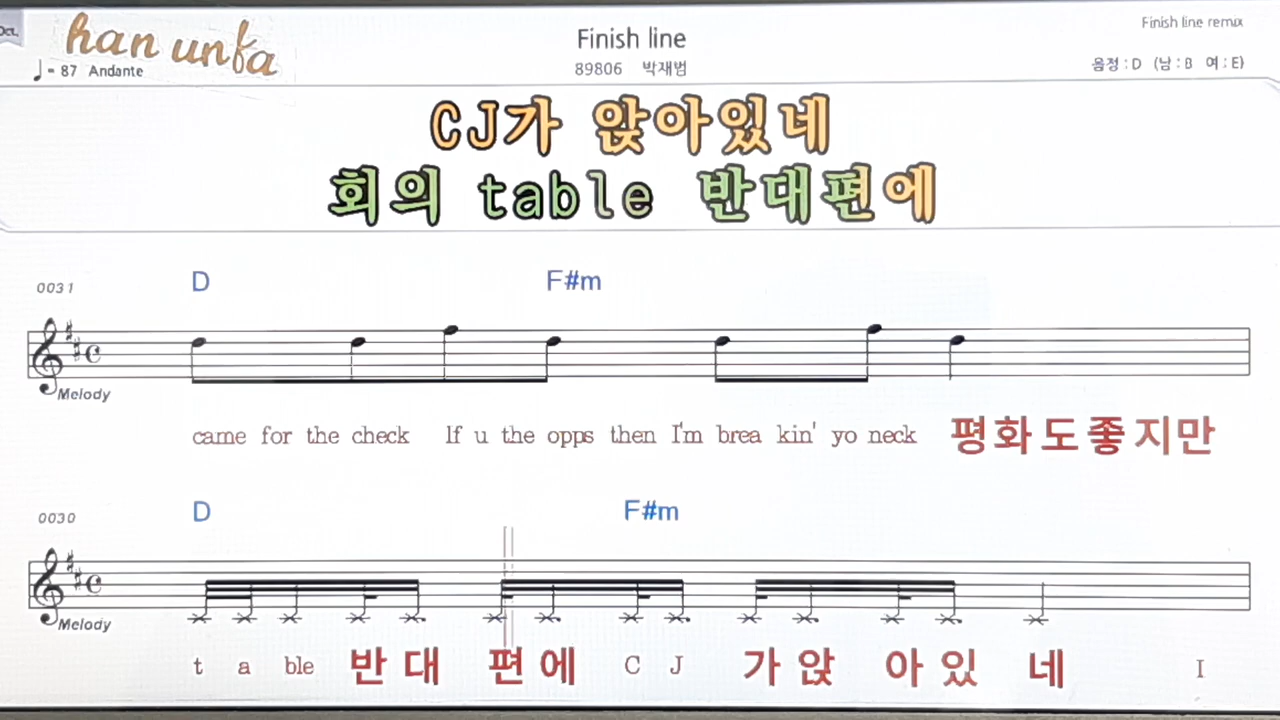 han unfa
♩= 87 Andante
Finish line
89806 박재범
Finish line remix
음정 : D (남 : B 여 : E)
CJ가 앉아있네
회의 table 반대편에
0031 D F#m
Melody
came for the check If u the opps then I'm brea kin' yo neck 평화도좋지만
0030 D F#m
Melody
t a ble 반대 편에 C J 가앉 아있 네 I